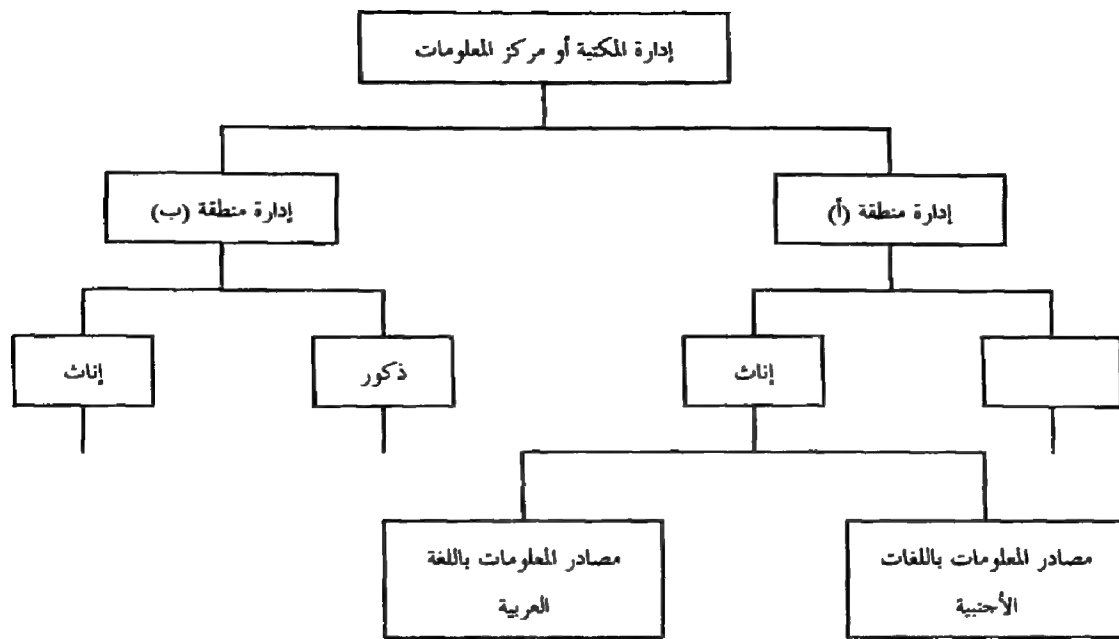 إدارة المكتبة أو مركز المعلومات
إدارة منطقة (أ)
إدارة منطقة (ب)
إناث
ذكور
إناث
مصادر المعلومات باللغات
الأجنبية
مصادر المعلومات باللغة
العربية